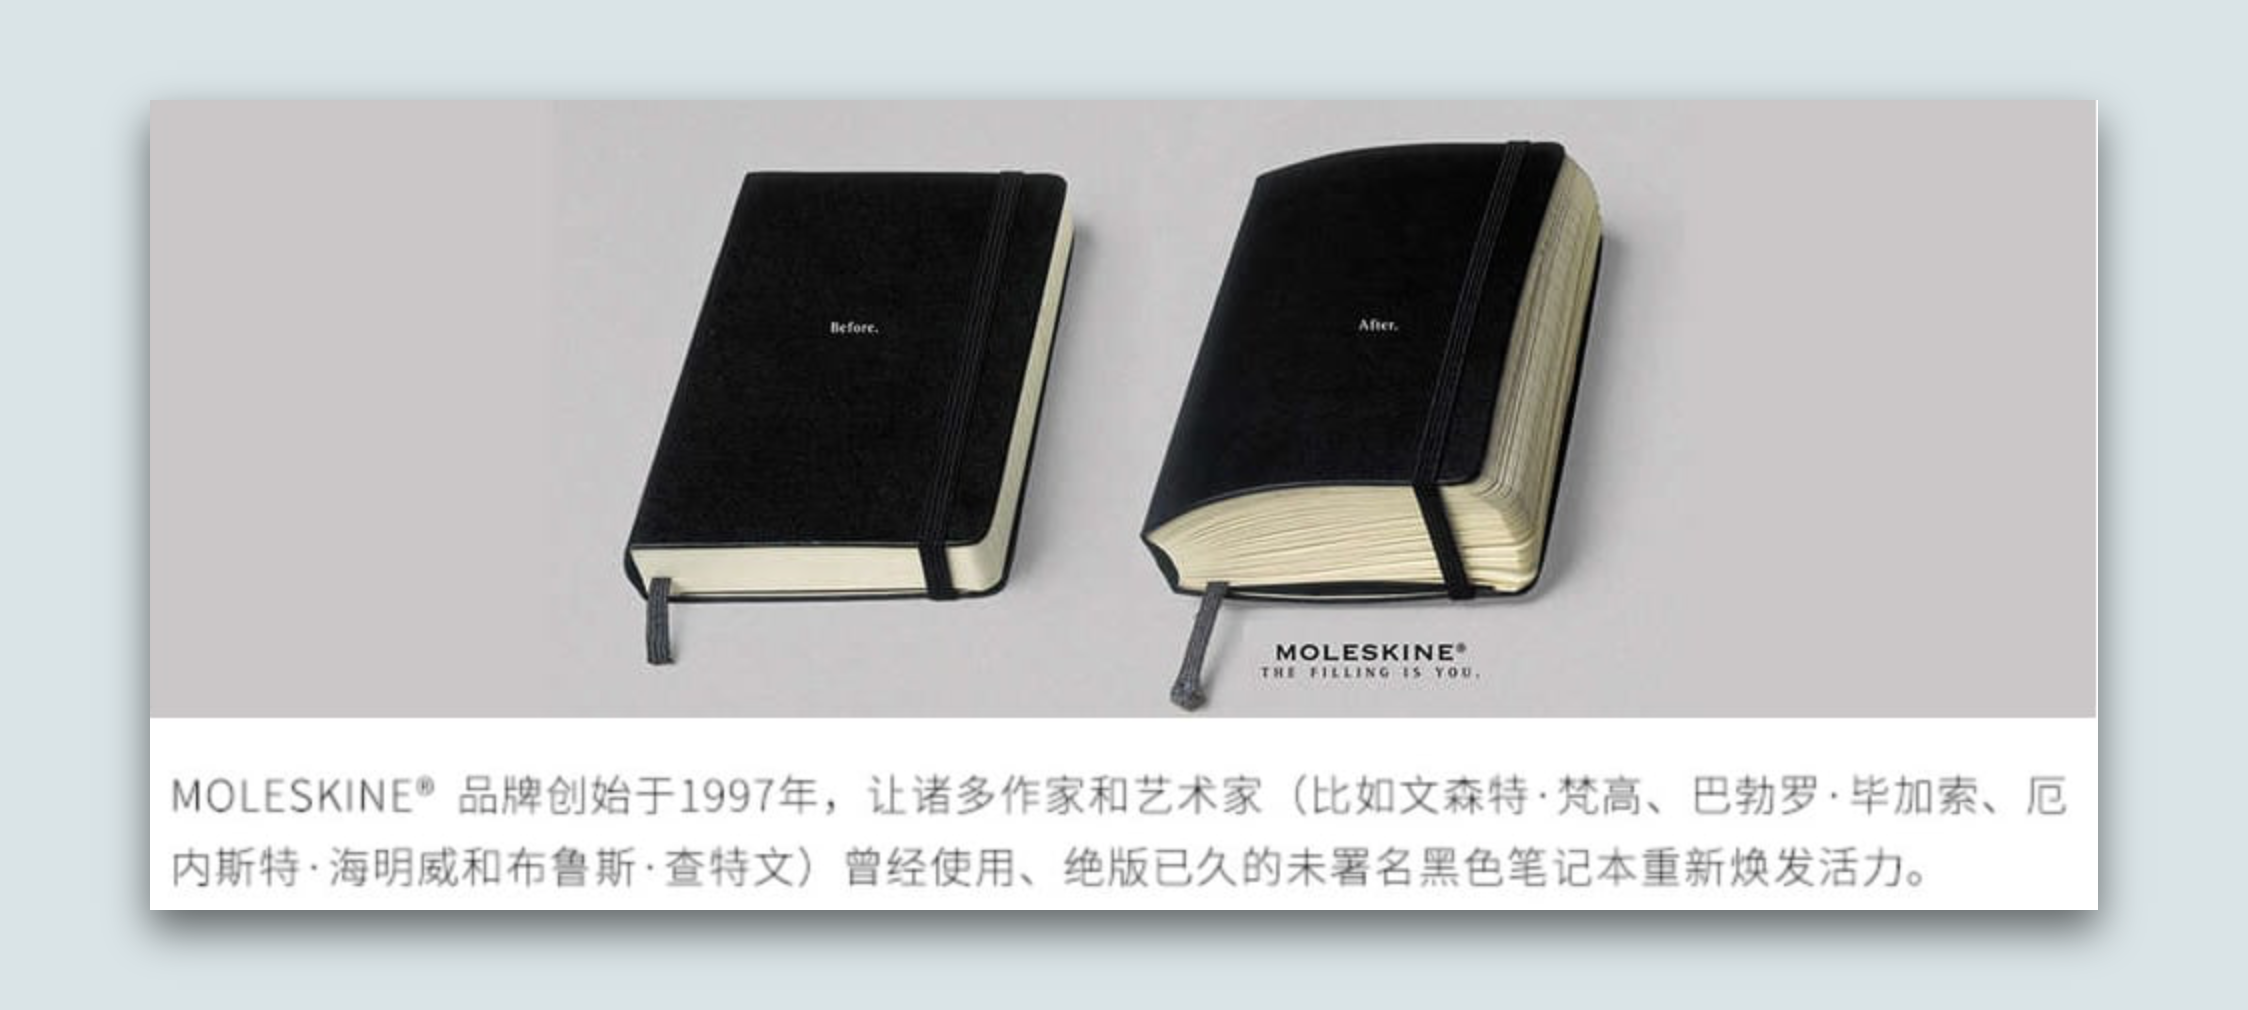 Before.
After.
MOLESKINE®
THE FILLING IS YOU.
MOLESKINE® 品牌创始于1997年，让诸多作家和艺术家（比如文森特·梵高、巴勃罗·毕加索、厄
内斯特·海明威和布鲁斯·查特文）曾经使用、绝版已久的未署名黑色笔记本重新焕发活力。